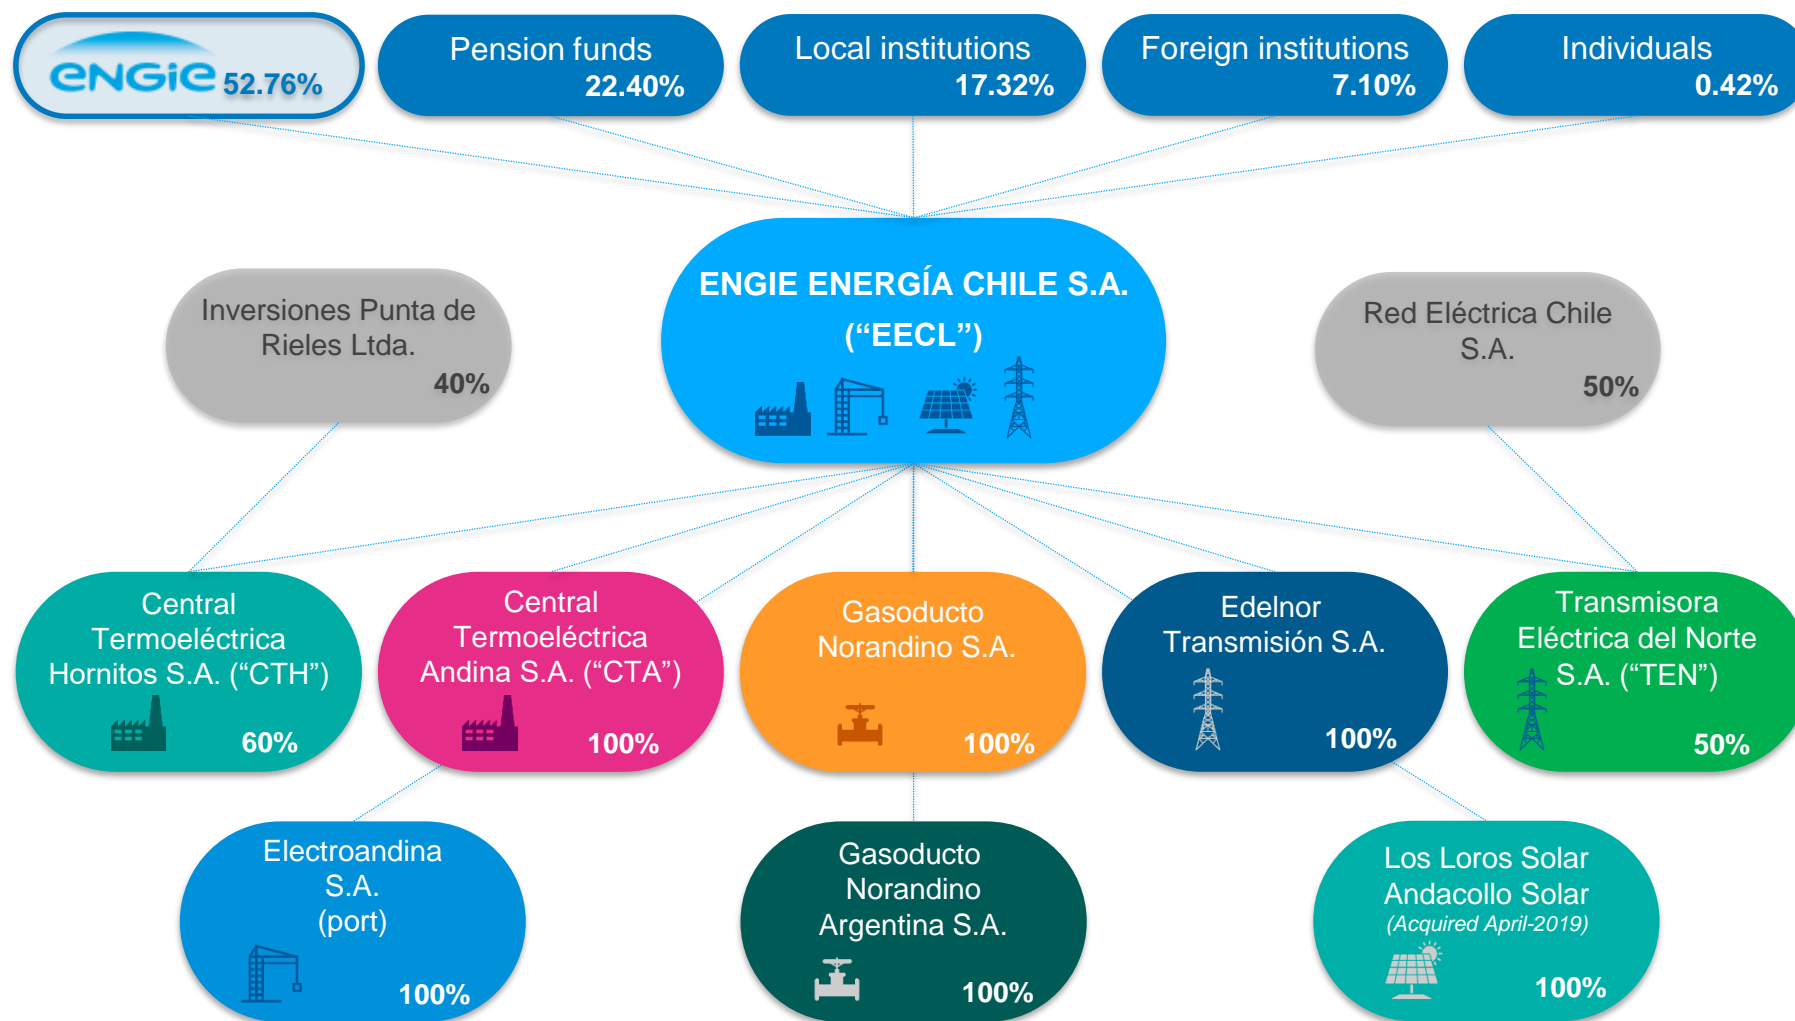 ENGIE 52.76%
Pension funds
22.40%
Local institutions
17.32%
Foreign institutions
7.10%
Individuals
0.42%
ENGIE ENERGÍA CHILE S.A.
(“EECL”)
Inversiones Punta de
Rieles Ltda.
40%
Red Eléctrica Chile
S.A.
50%
Central
Termoeléctrica
Hornitos S.A. (“CTH”)
60%
Central
Termoeléctrica
Andina S.A. (“CTA”)
100%
Gasoducto
Norandino S.A.
100%
Edelnor
Transmisión S.A.
100%
Transmisora
Eléctrica del Norte
S.A. (“TEN”)
50%
Electroandina
S.A.
(port)
100%
Gasoducto
Norandino
Argentina S.A.
100%
Los Loros Solar
Andacollo Solar
(Acquired April-2019)
100%